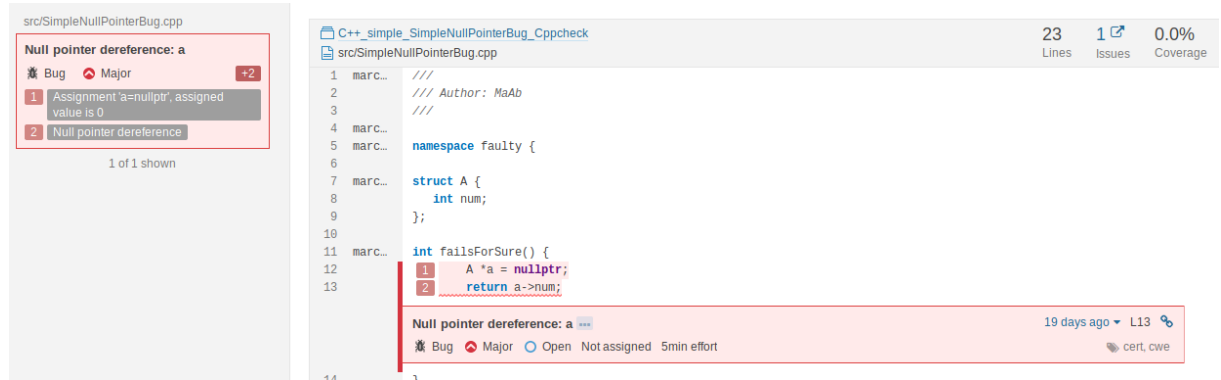 src/SimpleNullPointerBug.cpp
Null pointer dereference: a
Bug Major +2
1 Assignment 'a=nullptr', assigned
value is 0
2 Null pointer dereference
1 of 1 shown
C++_simple_SimpleNullPointerBug_Cppcheck
src/SimpleNullPointerBug.cpp
23 1 0.0%
Lines Issues Coverage
1 marc… ///
2 /// Author: MaAb
3 ///
4 marc…
5 marc… namespace faulty {
6
7 marc… struct A {
8 int num;
9 };
10
11 marc… int failsForSure() {
12 1 A *a = nullptr;
13 2 return a->num;
Null pointer dereference: a ••• 19 days ago L13
Bug Major Open Not assigned 5min effort cert, cwe
14 }